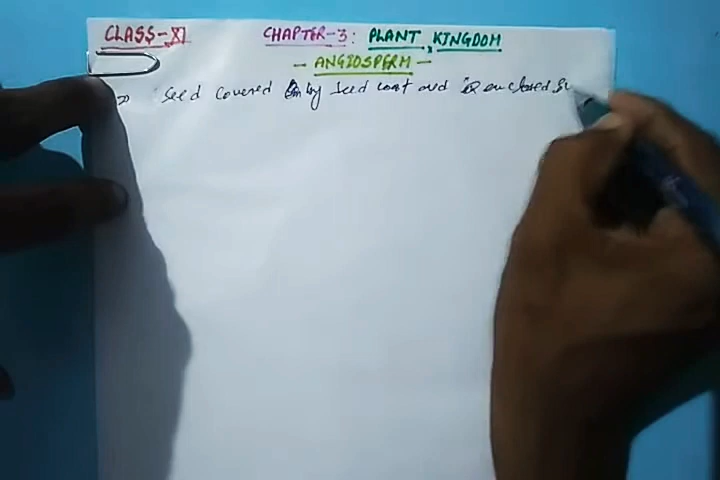 CLASS-XI CHAPTER-3: PLANT KINGDOM
- ANGIOSPERM -
→ Seed covered by seed coat and enclosed